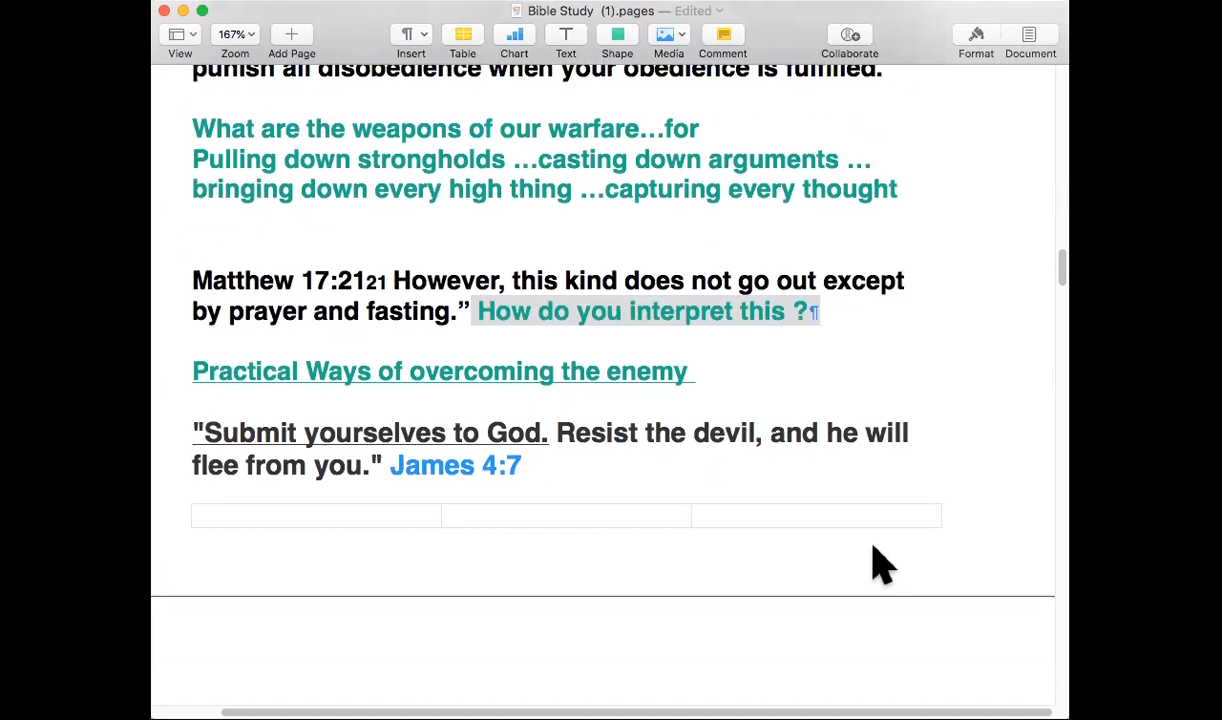 Bible Study (1).pages — Edited
167%
View
Zoom
Add Page
Insert
Table
Chart
Text
Shape
Media
Comment
Collaborate
Format
Document
punish all disobedience when your obedience is fulfilled.
What are the weapons of our warfare…for
Pulling down strongholds …casting down arguments …
bringing down every high thing …capturing every thought
Matthew 17:2121 However, this kind does not go out except
by prayer and fasting.” How do you interpret this ?¶
Practical Ways of overcoming the enemy
"Submit yourselves to God. Resist the devil, and he will
flee from you." James 4:7